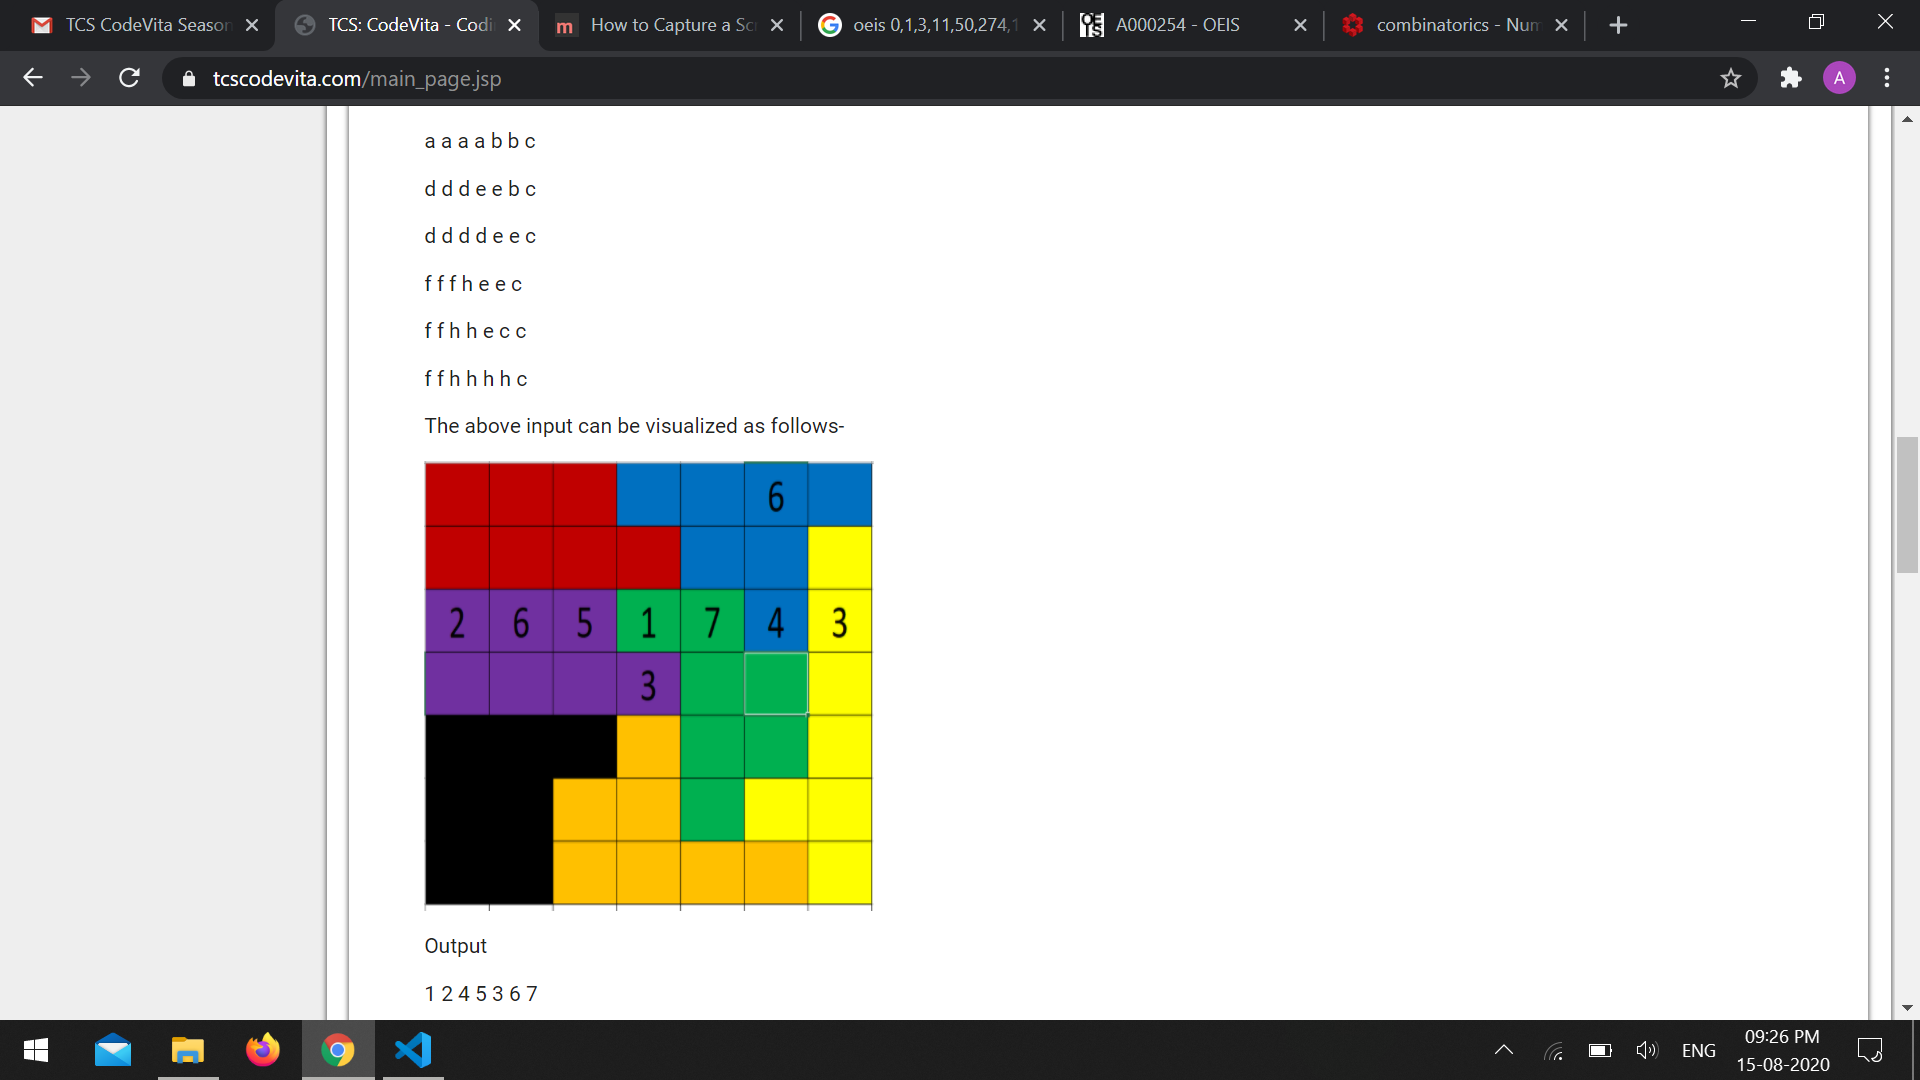 TCS CodeVita Season
TCS: CodeVita - Codi
How to Capture a Sc
oeis 0,1,3,11,50,274,1
A000254 - OEIS
combinatorics - Num
tcscodevita.com/main_page.jsp
A
a a a a b b c
d d d e e b c
d d d d e e c
f f f h e e c
f f h h e c c
f f h h h h c
The above input can be visualized as follows-
6
2 6 5 1 7 4 3
3
Output
1 2 4 5 3 6 7
ENG
09:26 PM
15-08-2020